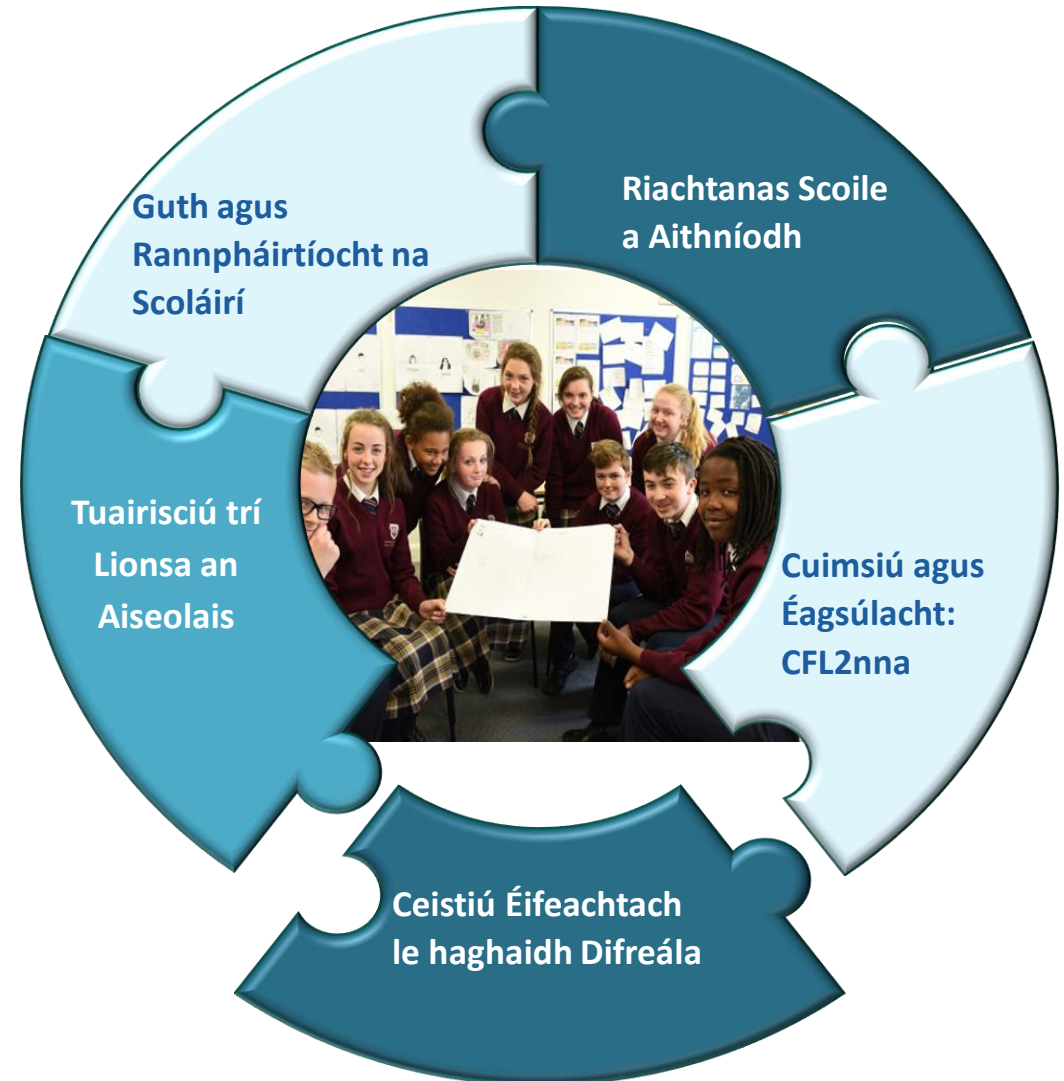 Guth agus
Rannpháirtíocht na
Scoláirí
Riachtanas Scoile
a Aithníodh
Tuairisciú trí
Lionsa an
Aiseolais
Cuimsiú agus
Éagsúlacht:
CFL2nna
Ceistiú Éifeachtach
le haghaidh Difreála